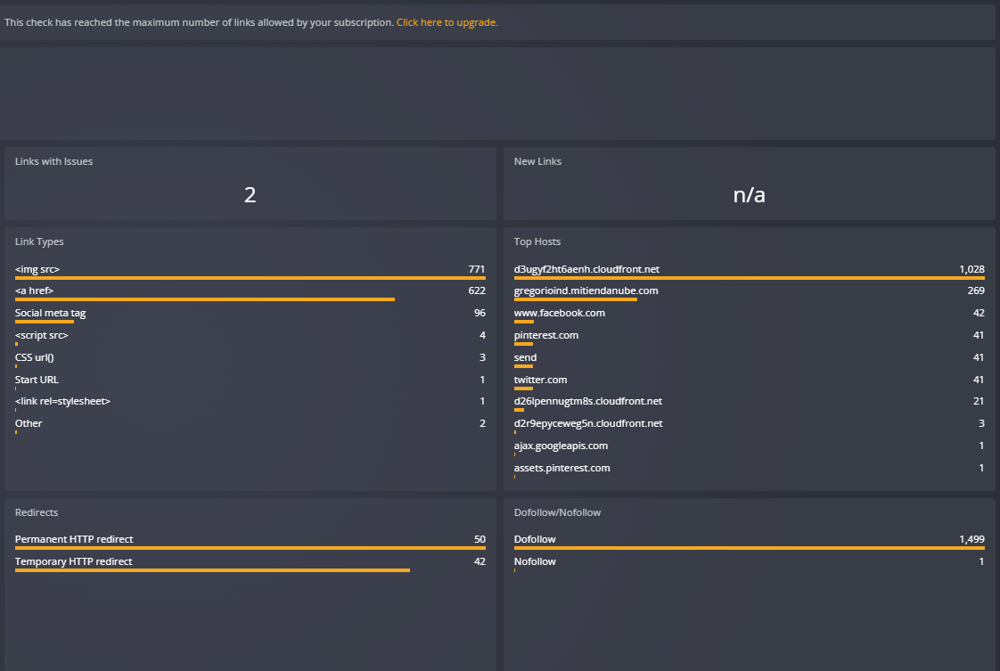 This check has reached the maximum number of links allowed by your subscription. Click here to upgrade.
Links with Issues
2
New Links
n/a
Link Types
<img src> 771
<a href> 622
Social meta tag 96
<script src> 4
CSS url() 3
Start URL 1
<link rel=stylesheet> 1
Other 2
Top Hosts
d3ugyf2ht6aenh.cloudfront.net 1,028
gregorioind.mitiendanube.com 269
www.facebook.com 42
pinterest.com 41
send 41
twitter.com 41
d26lpennugtm8s.cloudfront.net 21
d2r9epyceweg5n.cloudfront.net 3
ajax.googleapis.com 1
assets.pinterest.com 1
Redirects
Permanent HTTP redirect 50
Temporary HTTP redirect 42
Dofollow/Nofollow
Dofollow 1,499
Nofollow 1